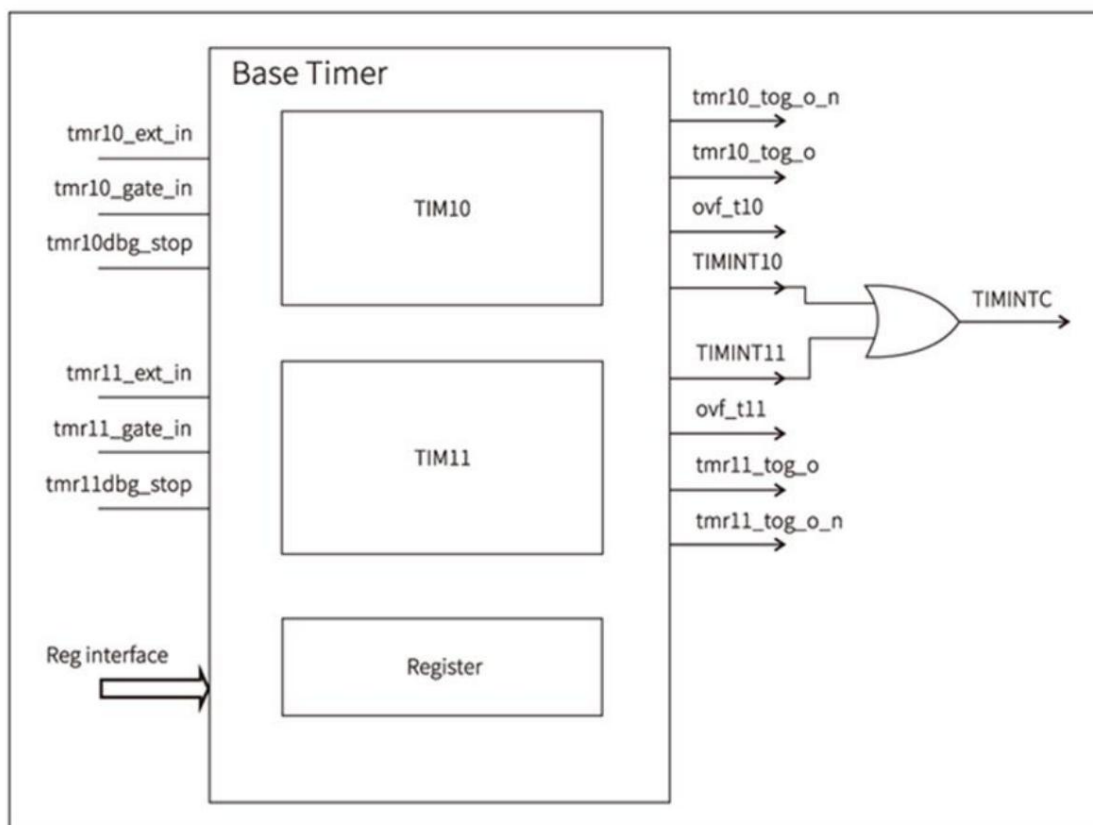 Base Timer
tmr10_ext_in
tmr10_gate_in
tmr10dbg_stop
TIM10
tmr10_tog_o_n
tmr10_tog_o
ovf_t10
TIMINT10
TIMINTC
tmr11_ext_in
tmr11_gate_in
tmr11dbg_stop
TIM11
TIMINT11
ovf_t11
tmr11_tog_o
tmr11_tog_o_n
Reg interface
Register